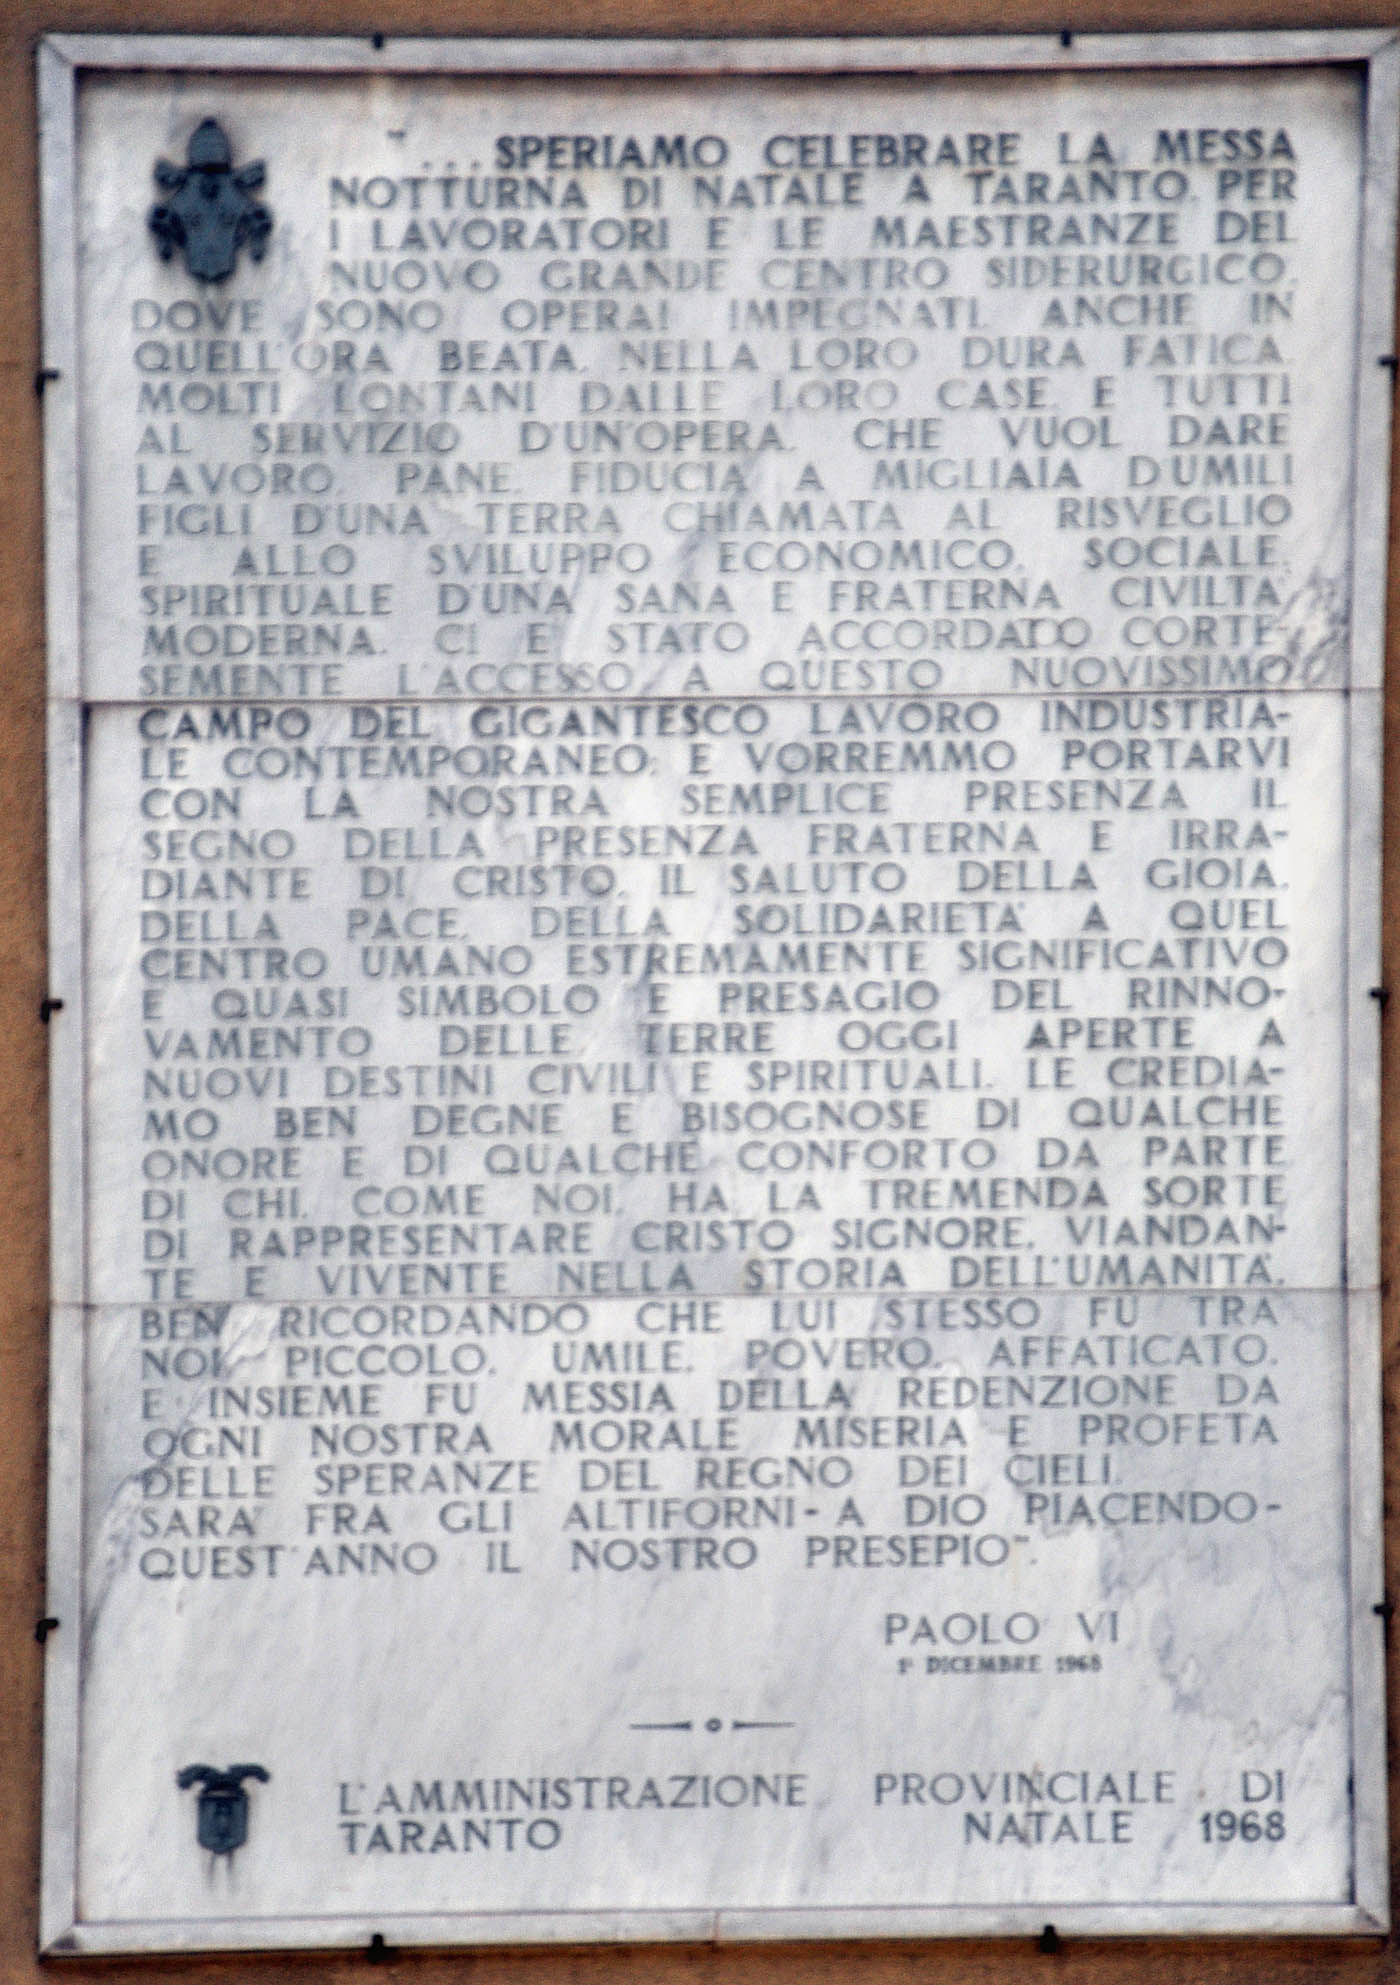 "...SPERIAMO CELEBRARE LA MESSA
NOTTURNA DI NATALE A TARANTO, PER
I LAVORATORI E LE MAESTRANZE DEL
NUOVO GRANDE CENTRO SIDERURGICO,
DOVE SONO OPERAI IMPEGNATI, ANCHE IN
QUELL'ORA BEATA, NELLA LORO DURA FATICA,
MOLTI LONTANI DALLE LORO CASE, E TUTTI
AL SERVIZIO D'UN'OPERA, CHE VUOL DARE
LAVORO, PANE, FIDUCIA A MIGLIAIA D'UMILI
FIGLI D'UNA TERRA CHIAMATA AL RISVEGLIO
E ALLO SVILUPPO ECONOMICO, SOCIALE,
SPIRITUALE D'UNA SANA E FRATERNA CIVILTA'
MODERNA. CI E' STATO ACCORDATO CORTE-
SEMENTE L'ACCESSO A QUESTO NUOVISSIMO
CAMPO DEL GIGANTESCO LAVORO INDUSTRIA-
LE CONTEMPORANEO; E VORREMMO PORTARVI
CON LA NOSTRA SEMPLICE PRESENZA IL
SEGNO DELLA PRESENZA FRATERNA E IRRA-
DIANTE DI CRISTO, IL SALUTO DELLA GIOIA,
DELLA PACE, DELLA SOLIDARIETA' A QUEL
CENTRO UMANO ESTREMAMENTE SIGNIFICATIVO
E QUASI SIMBOLO E PRESAGIO DEL RINNO-
VAMENTO DELLE TERRE OGGI APERTE A
NUOVI DESTINI CIVILI E SPIRITUALI. LE CREDIA-
MO BEN DEGNE E BISOGNOSE DI QUALCHE
ONORE E DI QUALCHE CONFORTO DA PARTE
DI CHI, COME NOI, HA LA TREMENDA SORTE
DI RAPPRESENTARE CRISTO SIGNORE, VIANDAN-
TE E VIVENTE NELLA STORIA DELL'UMANITA',
BEN RICORDANDO CHE LUI STESSO FU TRA
NOI PICCOLO, UMILE, POVERO, AFFATICATO,
E INSIEME FU MESSIA DELLA REDENZIONE DA
OGNI NOSTRA MORALE MISERIA E PROFETA
DELLE SPERANZE DEL REGNO DEI CIELI.
SARA' FRA GLI ALTIFORNI - A DIO PIACENDO -
QUEST'ANNO IL NOSTRO PRESEPIO".
PAOLO VI
1° DICEMBRE 1968
L'AMMINISTRAZIONE PROVINCIALE DI
TARANTO NATALE 1968